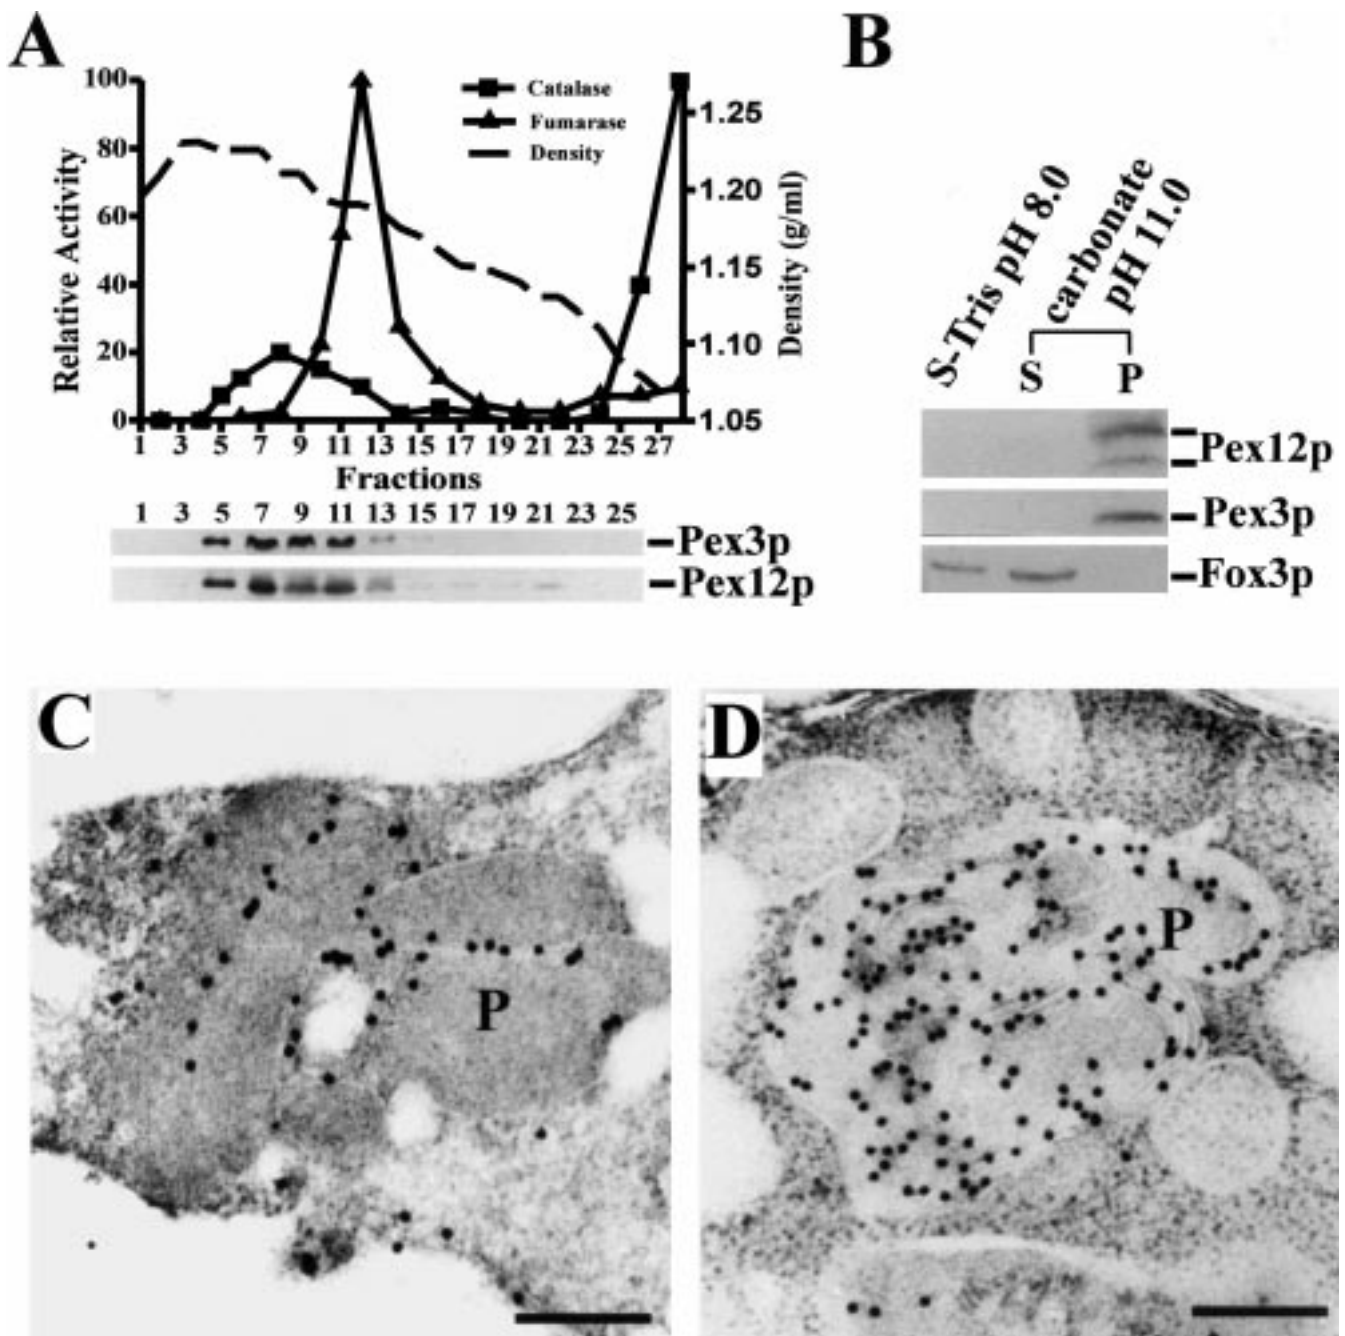 A
B
100
80
60
40
20
0
Relative Activity
Catalase
Fumarase
Density
1.25
1.20
1.15
1.10
1.05
Density (g/ml)
1 3 5 7 9 11 13 15 17 19 21 23 25 27
Fractions
1 3 5 7 9 11 13 15 17 19 21 23 25
Pex3p
Pex12p
S-Tris pH 8.0
carbonate
pH 11.0
S P
Pex12p
Pex3p
Fox3p
C
P
D
P